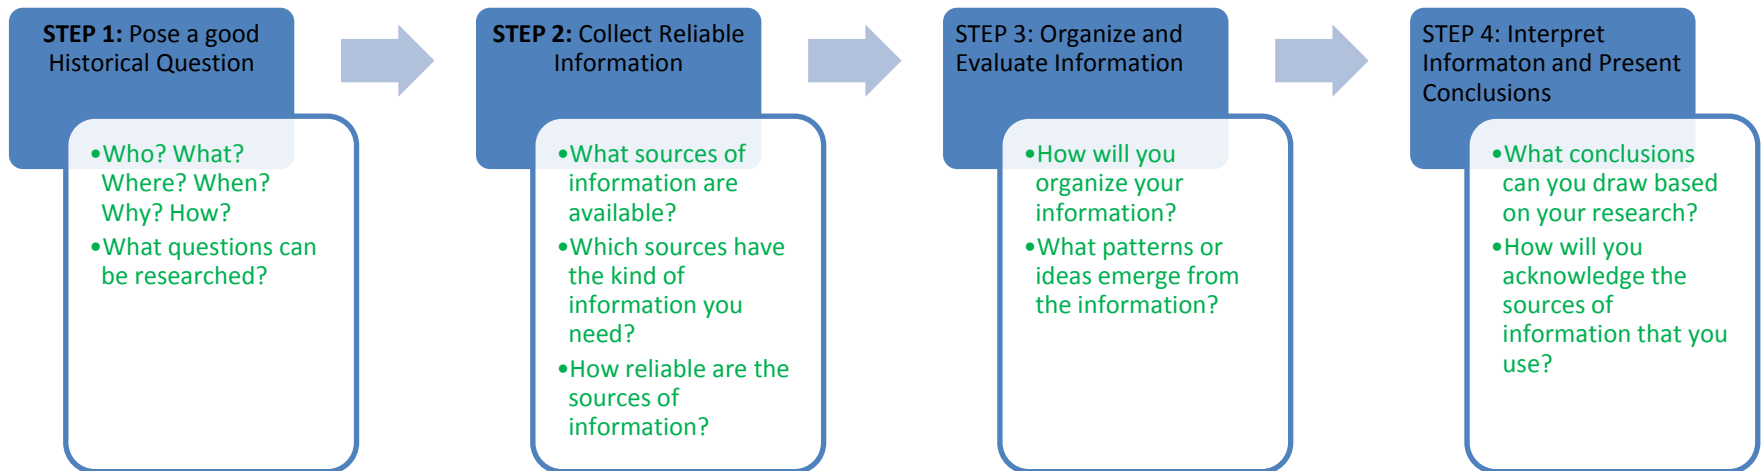 STEP 1: Pose a good
Historical Question
•Who? What?
Where? When?
Why? How?
•What questions can
be researched?
STEP 2: Collect Reliable
Information
•What sources of
information are
available?
•Which sources have
the kind of
information you
need?
•How reliable are the
sources of
information?
STEP 3: Organize and
Evaluate Information
•How will you
organize your
information?
•What patterns or
ideas emerge from
the information?
STEP 4: Interpret
Informaton and Present
Conclusions
•What conclusions
can you draw based
on your research?
•How will you
acknowledge the
sources of
information that you
use?